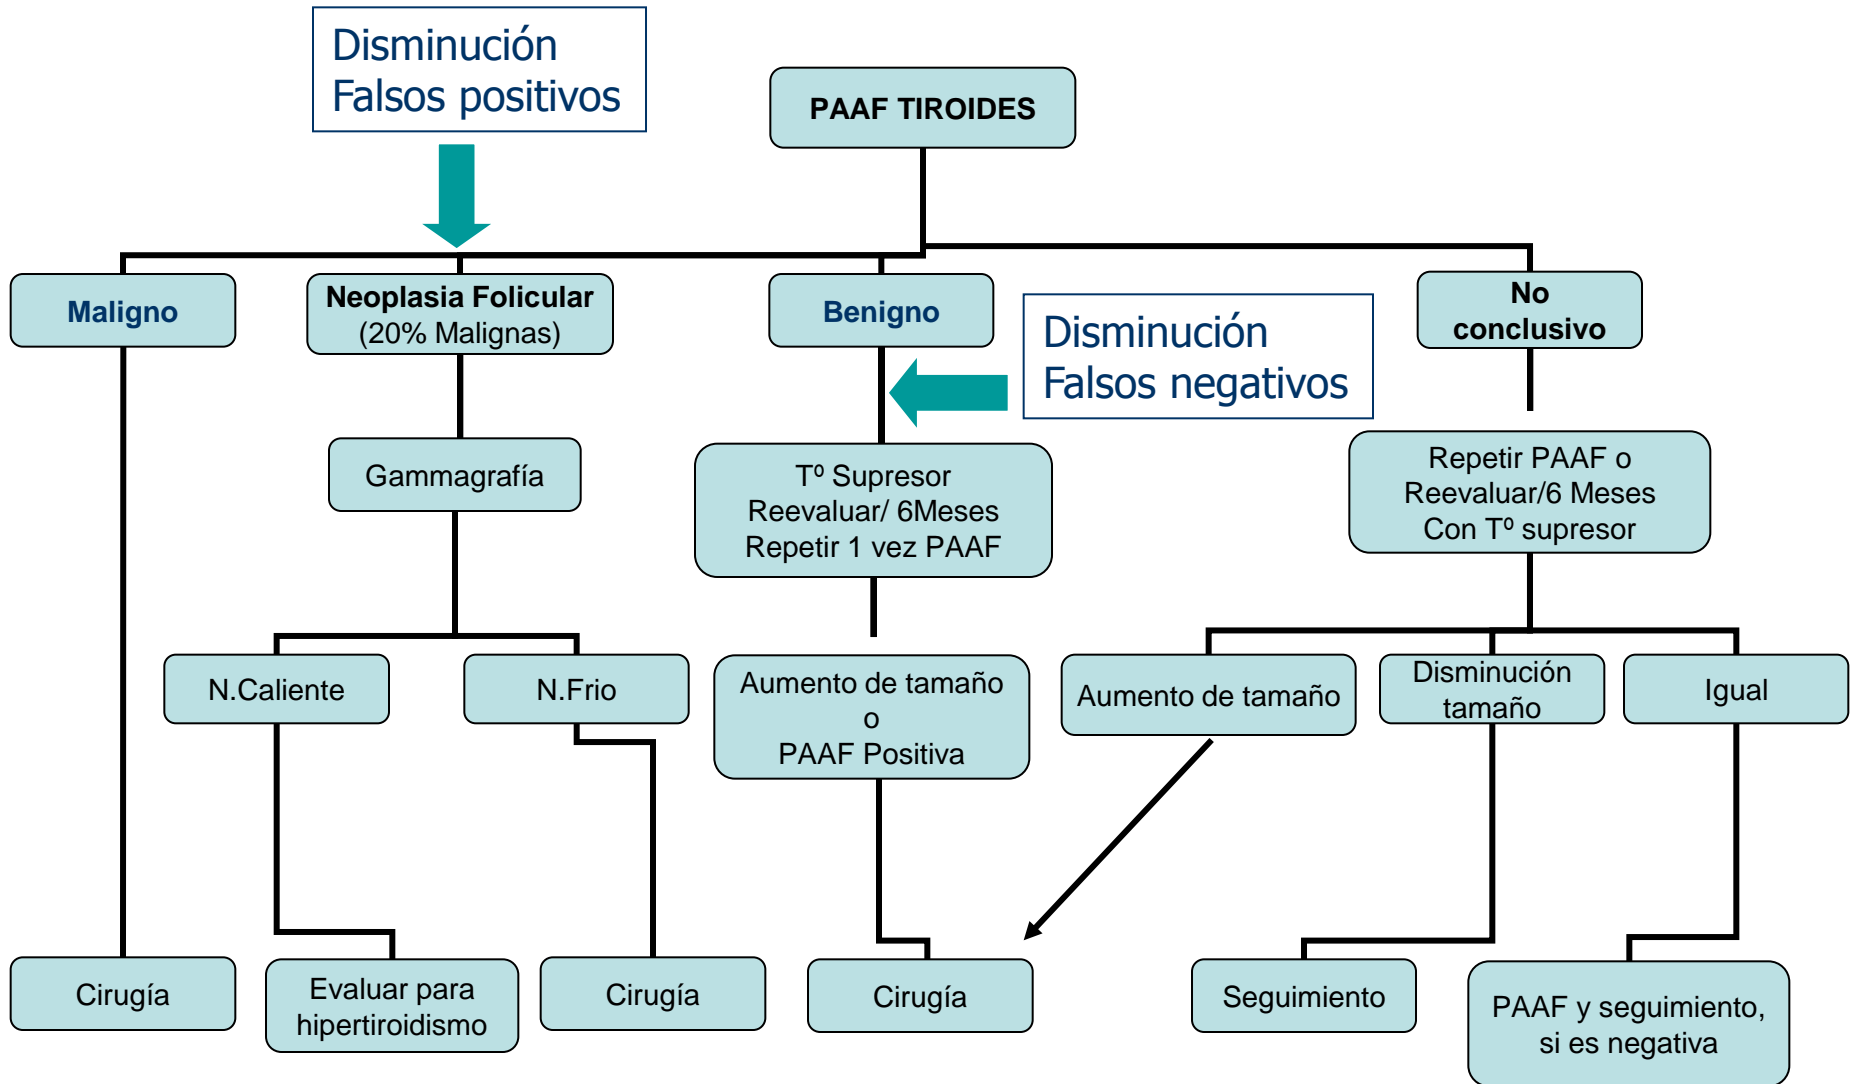 Disminución
Falsos positivos
PAAF TIROIDES
Maligno
Neoplasia Folicular
(20% Malignas)
Benigno
No
conclusivo
Disminución
Falsos negativos
Gammagrafía
Tº Supresor
Reevaluar/ 6Meses
Repetir 1 vez PAAF
Repetir PAAF o
Reevaluar/6 Meses
Con Tº supresor
N.Caliente
N.Frio
Aumento de tamaño
o
PAAF Positiva
Aumento de tamaño
Disminución
tamaño
Igual
Cirugía
Evaluar para
hipertiroidismo
Cirugía
Cirugía
Seguimiento
PAAF y seguimiento,
si es negativa